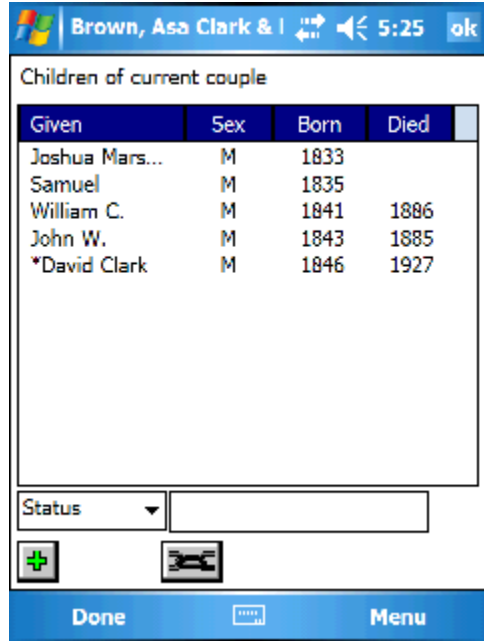 Brown, Asa Clark & 5:25 ok
Children of current couple
Given Sex Born Died
Joshua Mars... M 1833
Samuel M 1835
William C. M 1841 1886
John W. M 1843 1885
*David Clark M 1846 1927
Status
Done Menu